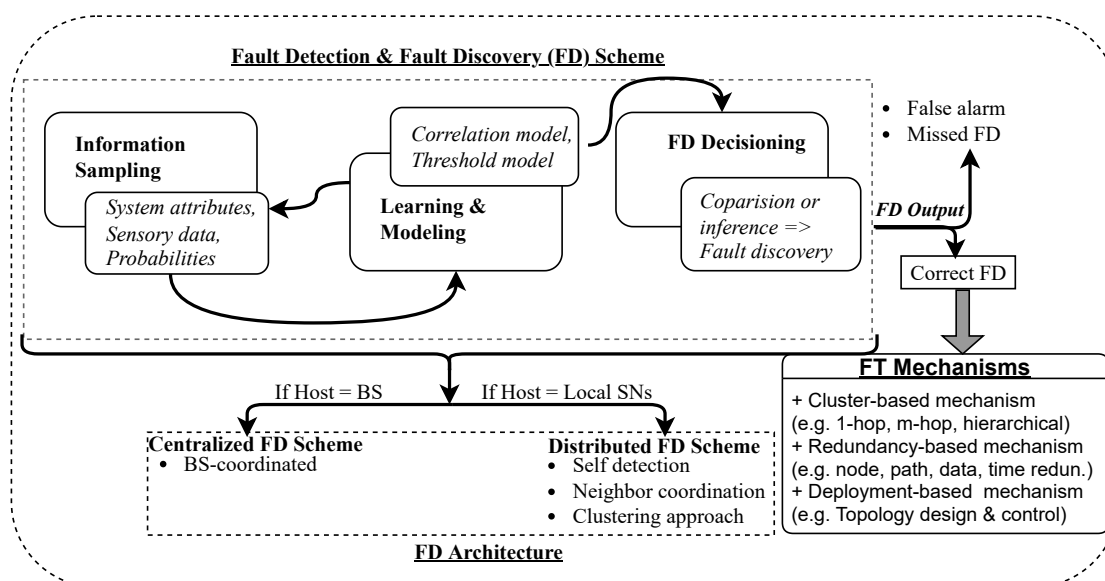 Fault Detection & Fault Discovery (FD) Scheme
Information
Sampling
System attributes,
Sensory data,
Probabilities
Correlation model,
Threshold model
Learning &
Modeling
FD Decisioning
Coparision or
inference =>
Fault discovery
• False alarm
• Missed FD
FD Output
Correct FD
FT Mechanisms
+ Cluster-based mechanism
(e.g. 1-hop, m-hop, hierarchical)
+ Redundancy-based mechanism
(e.g. node, path, data, time redun.)
+ Deployment-based mechanism
(e.g. Topology design & control)
If Host = BS
If Host = Local SNs
Centralized FD Scheme
• BS-coordinated
Distributed FD Scheme
• Self detection
• Neighbor coordination
• Clustering approach
FD Architecture